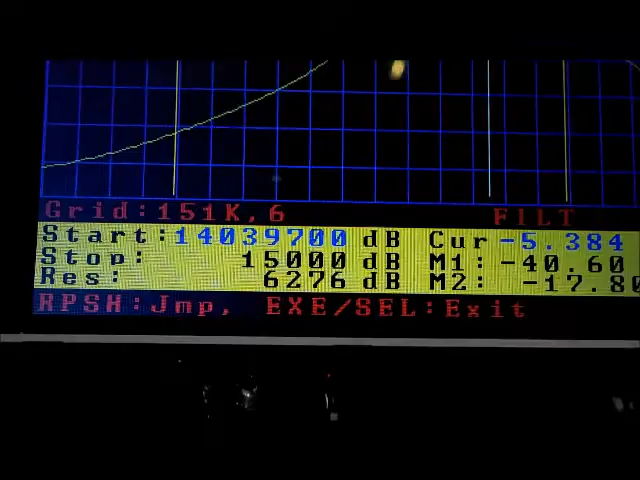 Grid:151K,6 FILT
Start:14039700 dB Cur-5.384
Stop: 15000 dB M1:-40.60
Res: 6276 dB M2: -17.80
RPSH:Jmp, EXE/SEL:Exit